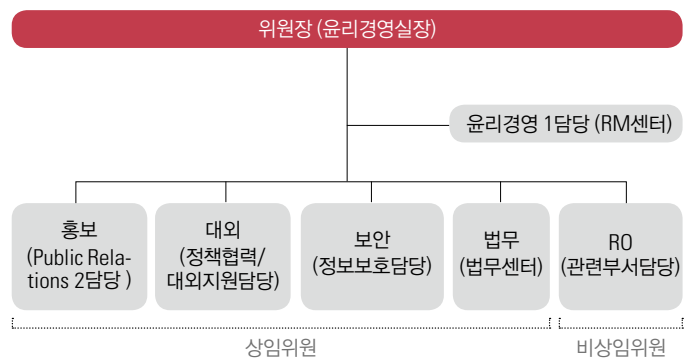 위원장 (윤리경영실장)
윤리경영 1담당 (RM센터)
홍보
(Public Rela-
tions 2담당 )
대외
(정책협력/
대외지원담당)
보안
(정보보호담당)
법무
(법무센터)
RO
(관련부서담당)
상임위원
비상임위원